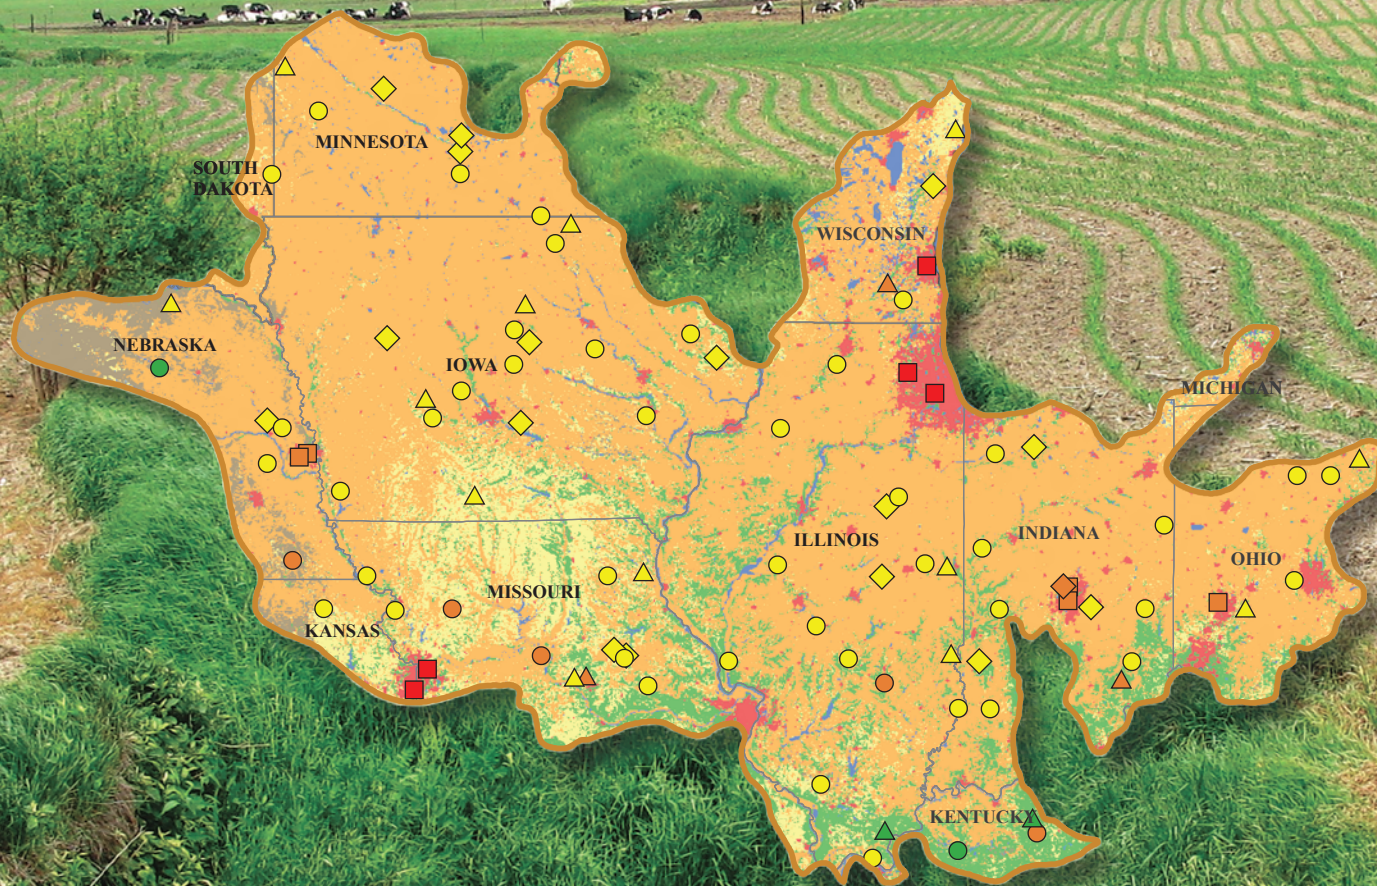 MINNESOTA
SOUTH
DAKOTA
WISCONSIN
NEBRASKA
IOWA
MICHIGAN
ILLINOIS
INDIANA
OHIO
MISSOURI
KANSAS
KENTUCKY